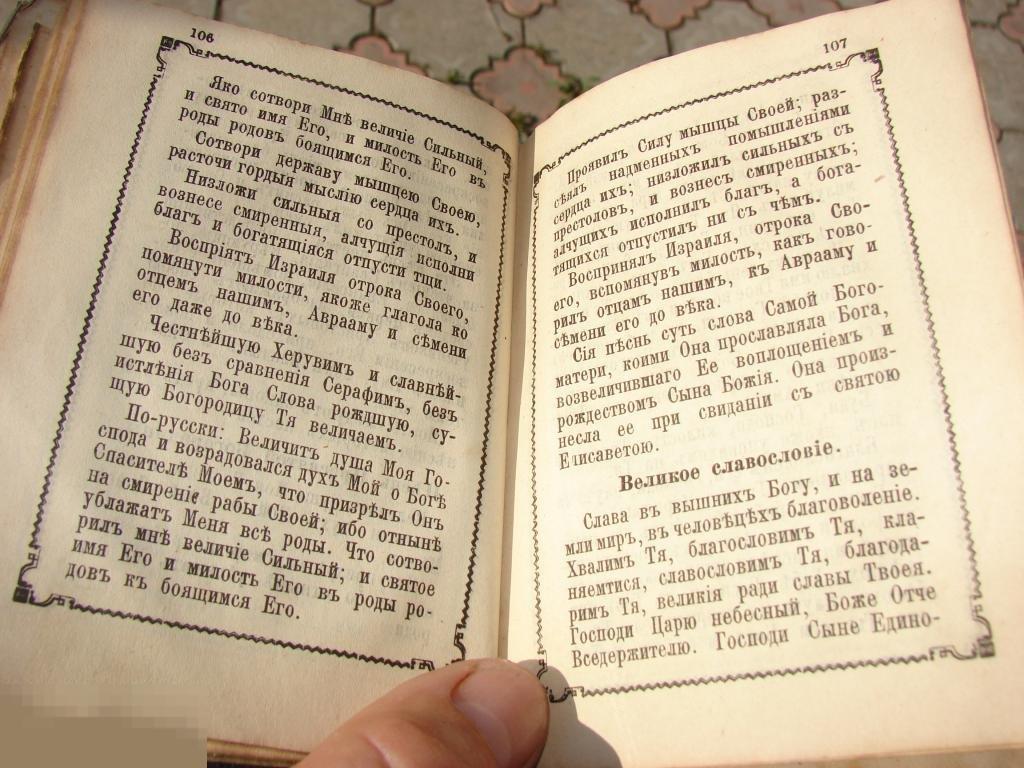 106
Яко сотвори Мнѣ величіе Сильный,
и свято имя Его, и милость Его въ
роды родовъ боящимся Его.
Сотвори державу мышцею Своею,
расточи гордыя мыслію сердца ихъ.
Низложи сильныя со престолъ, и
вознесе смиренныя, алчущія исполни
благ и богатящіяся отпусти тщи.
Воспріятъ Израиля отрока Своего,
помянути милости, якоже глагола ко
отцемъ нашимъ, Аврааму и сѣмени
его даже до вѣка.
Честнѣйшую Херувимъ и славнѣй-
шую безъ сравненія Серафимъ, безъ
истлѣнія Бога Слова рождшую, су-
щую Богородицу Тя величаемъ.
По-русски: Величитъ душа Моя Го-
спода и возрадовался духъ Мой о Богѣ
Спасителѣ Моемъ, что призрѣлъ Онъ
на смиреніе рабы Своей; ибо отнынѣ
ублажатъ Меня всѣ роды. Что сотво-
рилъ мнѣ величіе Сильный; и святое
имя Его и милость Его въ роды ро-
довъ къ боящимся Его.
107
Проявилъ Силу мышцы Своей; раз-
сѣялъ надменныхъ помышленіями
сердца ихъ; низложилъ сильныхъ съ
престоловъ, и вознесъ смиренныхъ;
алчущихъ исполнилъ благъ, а бога-
тящихся отпустилъ ни съ чѣмъ.
Воспринялъ Израиля, отрока Сво-
его, вспомянувъ милость, какъ гово-
рилъ отцамъ нашимъ, къ Аврааму и
сѣмени его до вѣка.
Сія пѣснь суть слова Самой Бого-
матери, коими Она прославляла Бога,
возвеличившаго Ее воплощеніемъ и
рождествомъ Сына Божія. Она произ-
несла ее при свиданіи съ святою
Елисаветою.
Великое славословіе.
Слава въ вышнихъ Богу, и на зе-
мли миръ, въ человѣцѣхъ благоволеніе.
Хвалимъ Тя, благословимъ Тя, кла-
няемтися, славословимъ Тя, благода-
римъ Тя, великія ради славы Твоея.
Господи Царю небесный, Боже Отче
Вседержителю. Господи Сыне Едино-